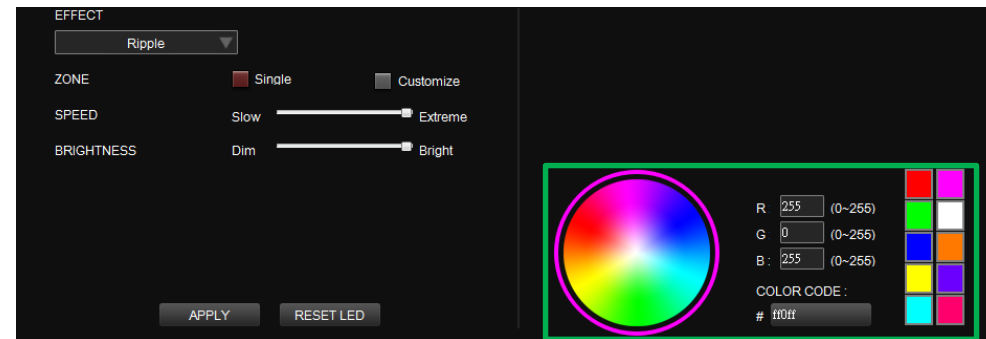 EFFECT
Ripple
ZONE Single Customize
SPEED Slow Extreme
BRIGHTNESS Dim Bright
APPLY RESET LED
R 255 (0~255)
G 0 (0~255)
B : 255 (0~255)
COLOR CODE :
# ff0ff